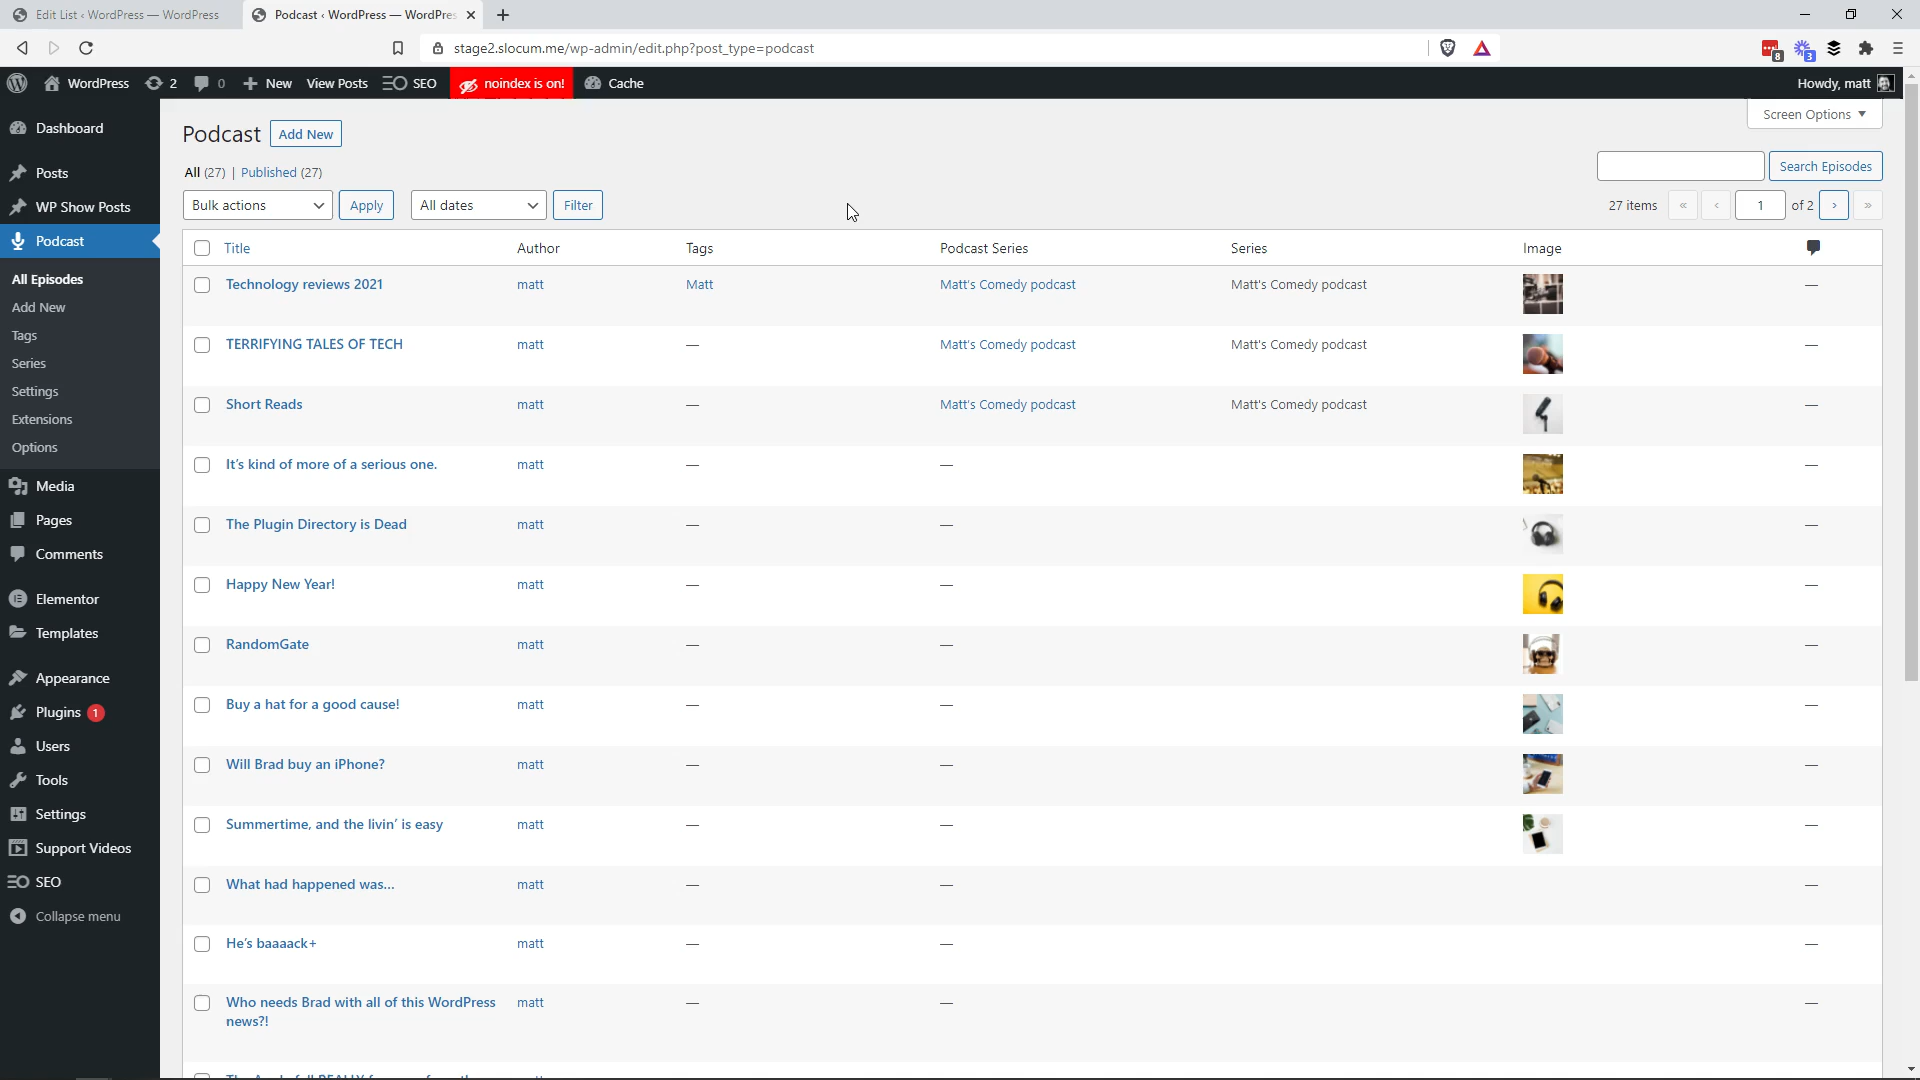 Edit List ‹ WordPress — WordPress
Podcast ‹ WordPress — WordPres
stage2.slocum.me/wp-admin/edit.php?post_type=podcast
8
3
WordPress
2
0
New
View Posts
SEO
noindex is on!
Cache
Howdy, matt
Dashboard
Posts
WP Show Posts
Podcast
All Episodes
Add New
Tags
Series
Settings
Extensions
Options
Media
Pages
Comments
Elementor
Templates
Appearance
Plugins 1
Users
Tools
Settings
Support Videos
SEO
Collapse menu
Screen Options
Podcast Add New
All (27) | Published (27)
Search Episodes
Bulk actions Apply All dates Filter
27 items « ‹ 1 of 2 › »
Title Author Tags Podcast Series Series Image
Technology reviews 2021 matt Matt Matt's Comedy podcast Matt's Comedy podcast —
TERRIFYING TALES OF TECH matt — Matt's Comedy podcast Matt's Comedy podcast —
Short Reads matt — Matt's Comedy podcast Matt's Comedy podcast —
It's kind of more of a serious one. matt — — —
The Plugin Directory is Dead matt — — —
Happy New Year! matt — — —
RandomGate matt — — —
Buy a hat for a good cause! matt — — —
Will Brad buy an iPhone? matt — — —
Summertime, and the livin' is easy matt — — —
What had happened was... matt — — —
He's baaaack+ matt — — —
Who needs Brad with all of this WordPress matt — — —
news?!